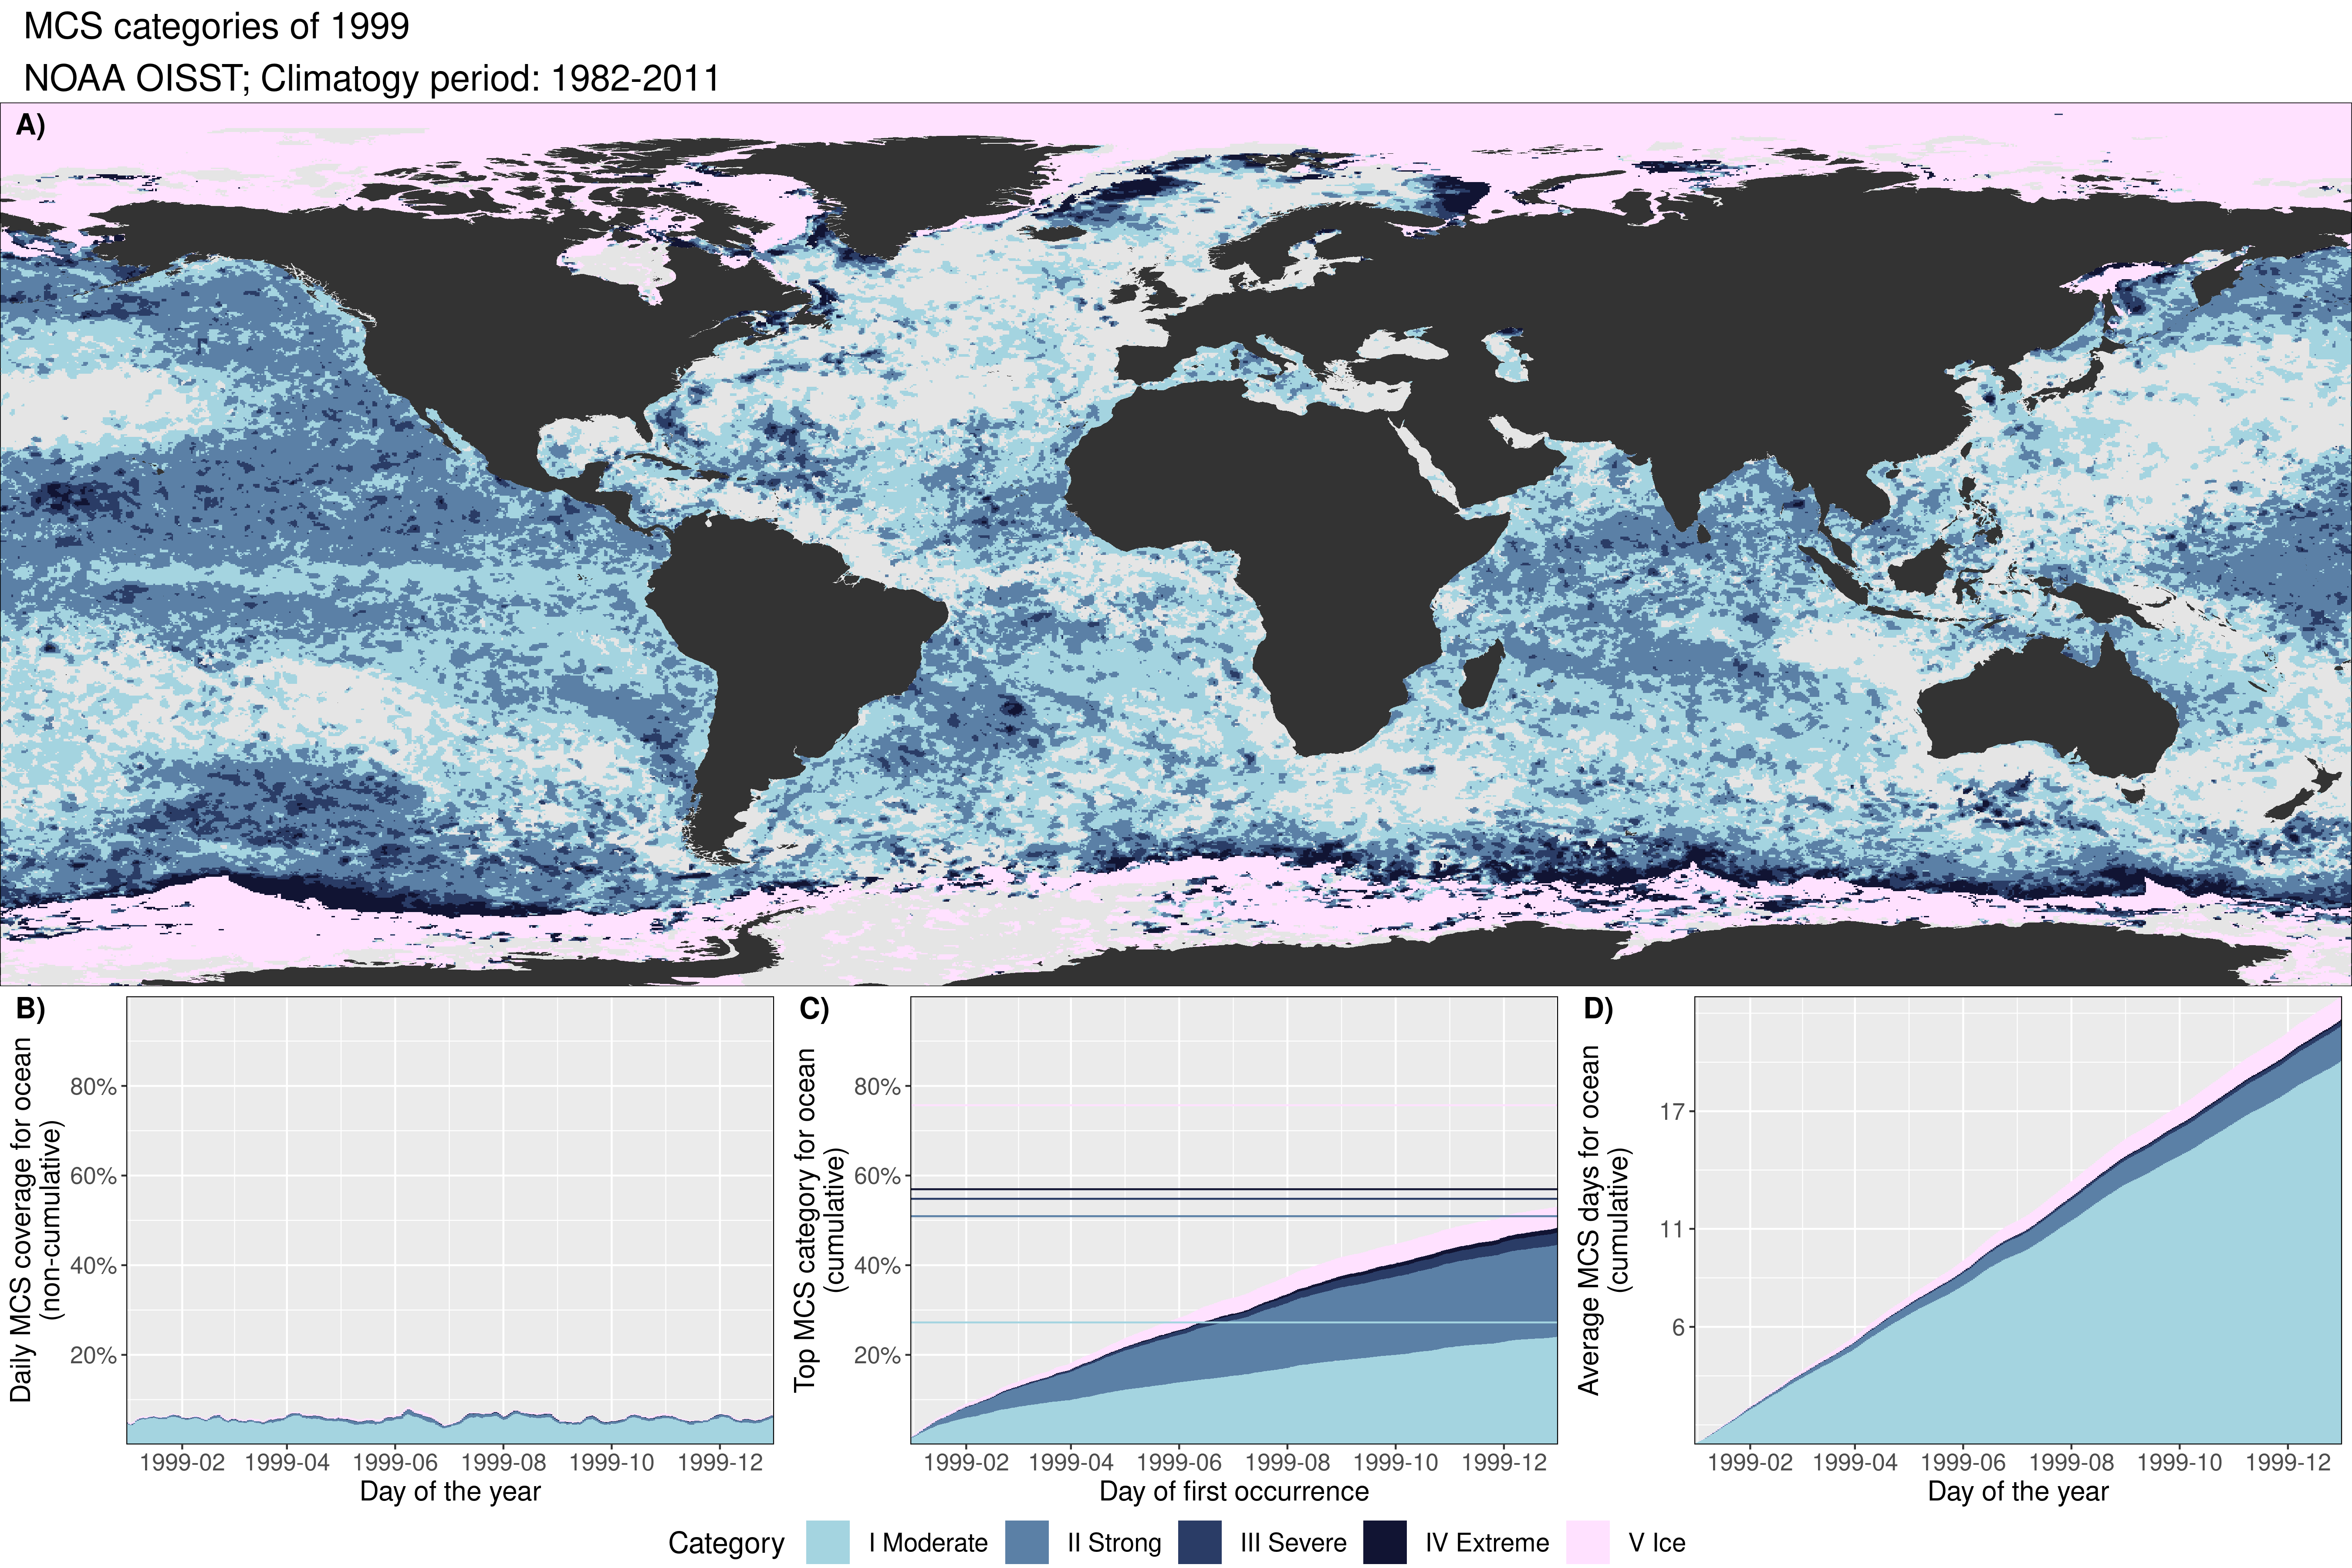 MCS categories of 1999
NOAA OISST; Climatogy period: 1982-2011
A)
B)
Daily MCS coverage for ocean
(non-cumulative)
80%
60%
40%
20%
1999-02 1999-04 1999-06 1999-08 1999-10 1999-12
Day of the year
C)
Top MCS category for ocean
(cumulative)
80%
60%
40%
20%
1999-02 1999-04 1999-06 1999-08 1999-10 1999-12
Day of first occurrence
D)
Average MCS days for ocean
(cumulative)
17
11
6
1999-02 1999-04 1999-06 1999-08 1999-10 1999-12
Day of the year
Category I Moderate II Strong III Severe IV Extreme V Ice